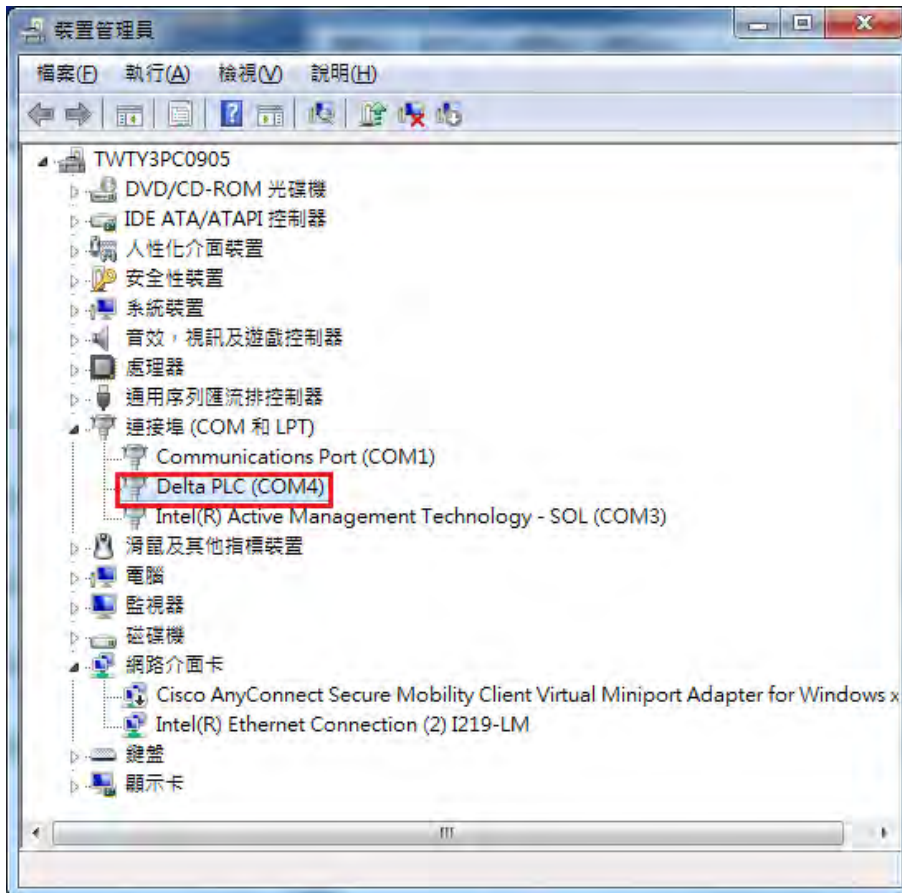 裝置管理員
檔案(F) 執行(A) 檢視(V) 說明(H)
TWTY3PC0905
DVD/CD-ROM 光碟機
IDE ATA/ATAPI 控制器
人性化介面裝置
安全性裝置
系統裝置
音效，視訊及遊戲控制器
處理器
通用序列匯流排控制器
連接埠 (COM 和 LPT)
Communications Port (COM1)
Delta PLC (COM4)
Intel(R) Active Management Technology - SOL (COM3)
滑鼠及其他指標裝置
電腦
監視器
磁碟機
網路介面卡
Cisco AnyConnect Secure Mobility Client Virtual Miniport Adapter for Windows x
Intel(R) Ethernet Connection (2) I219-LM
鍵盤
顯示卡